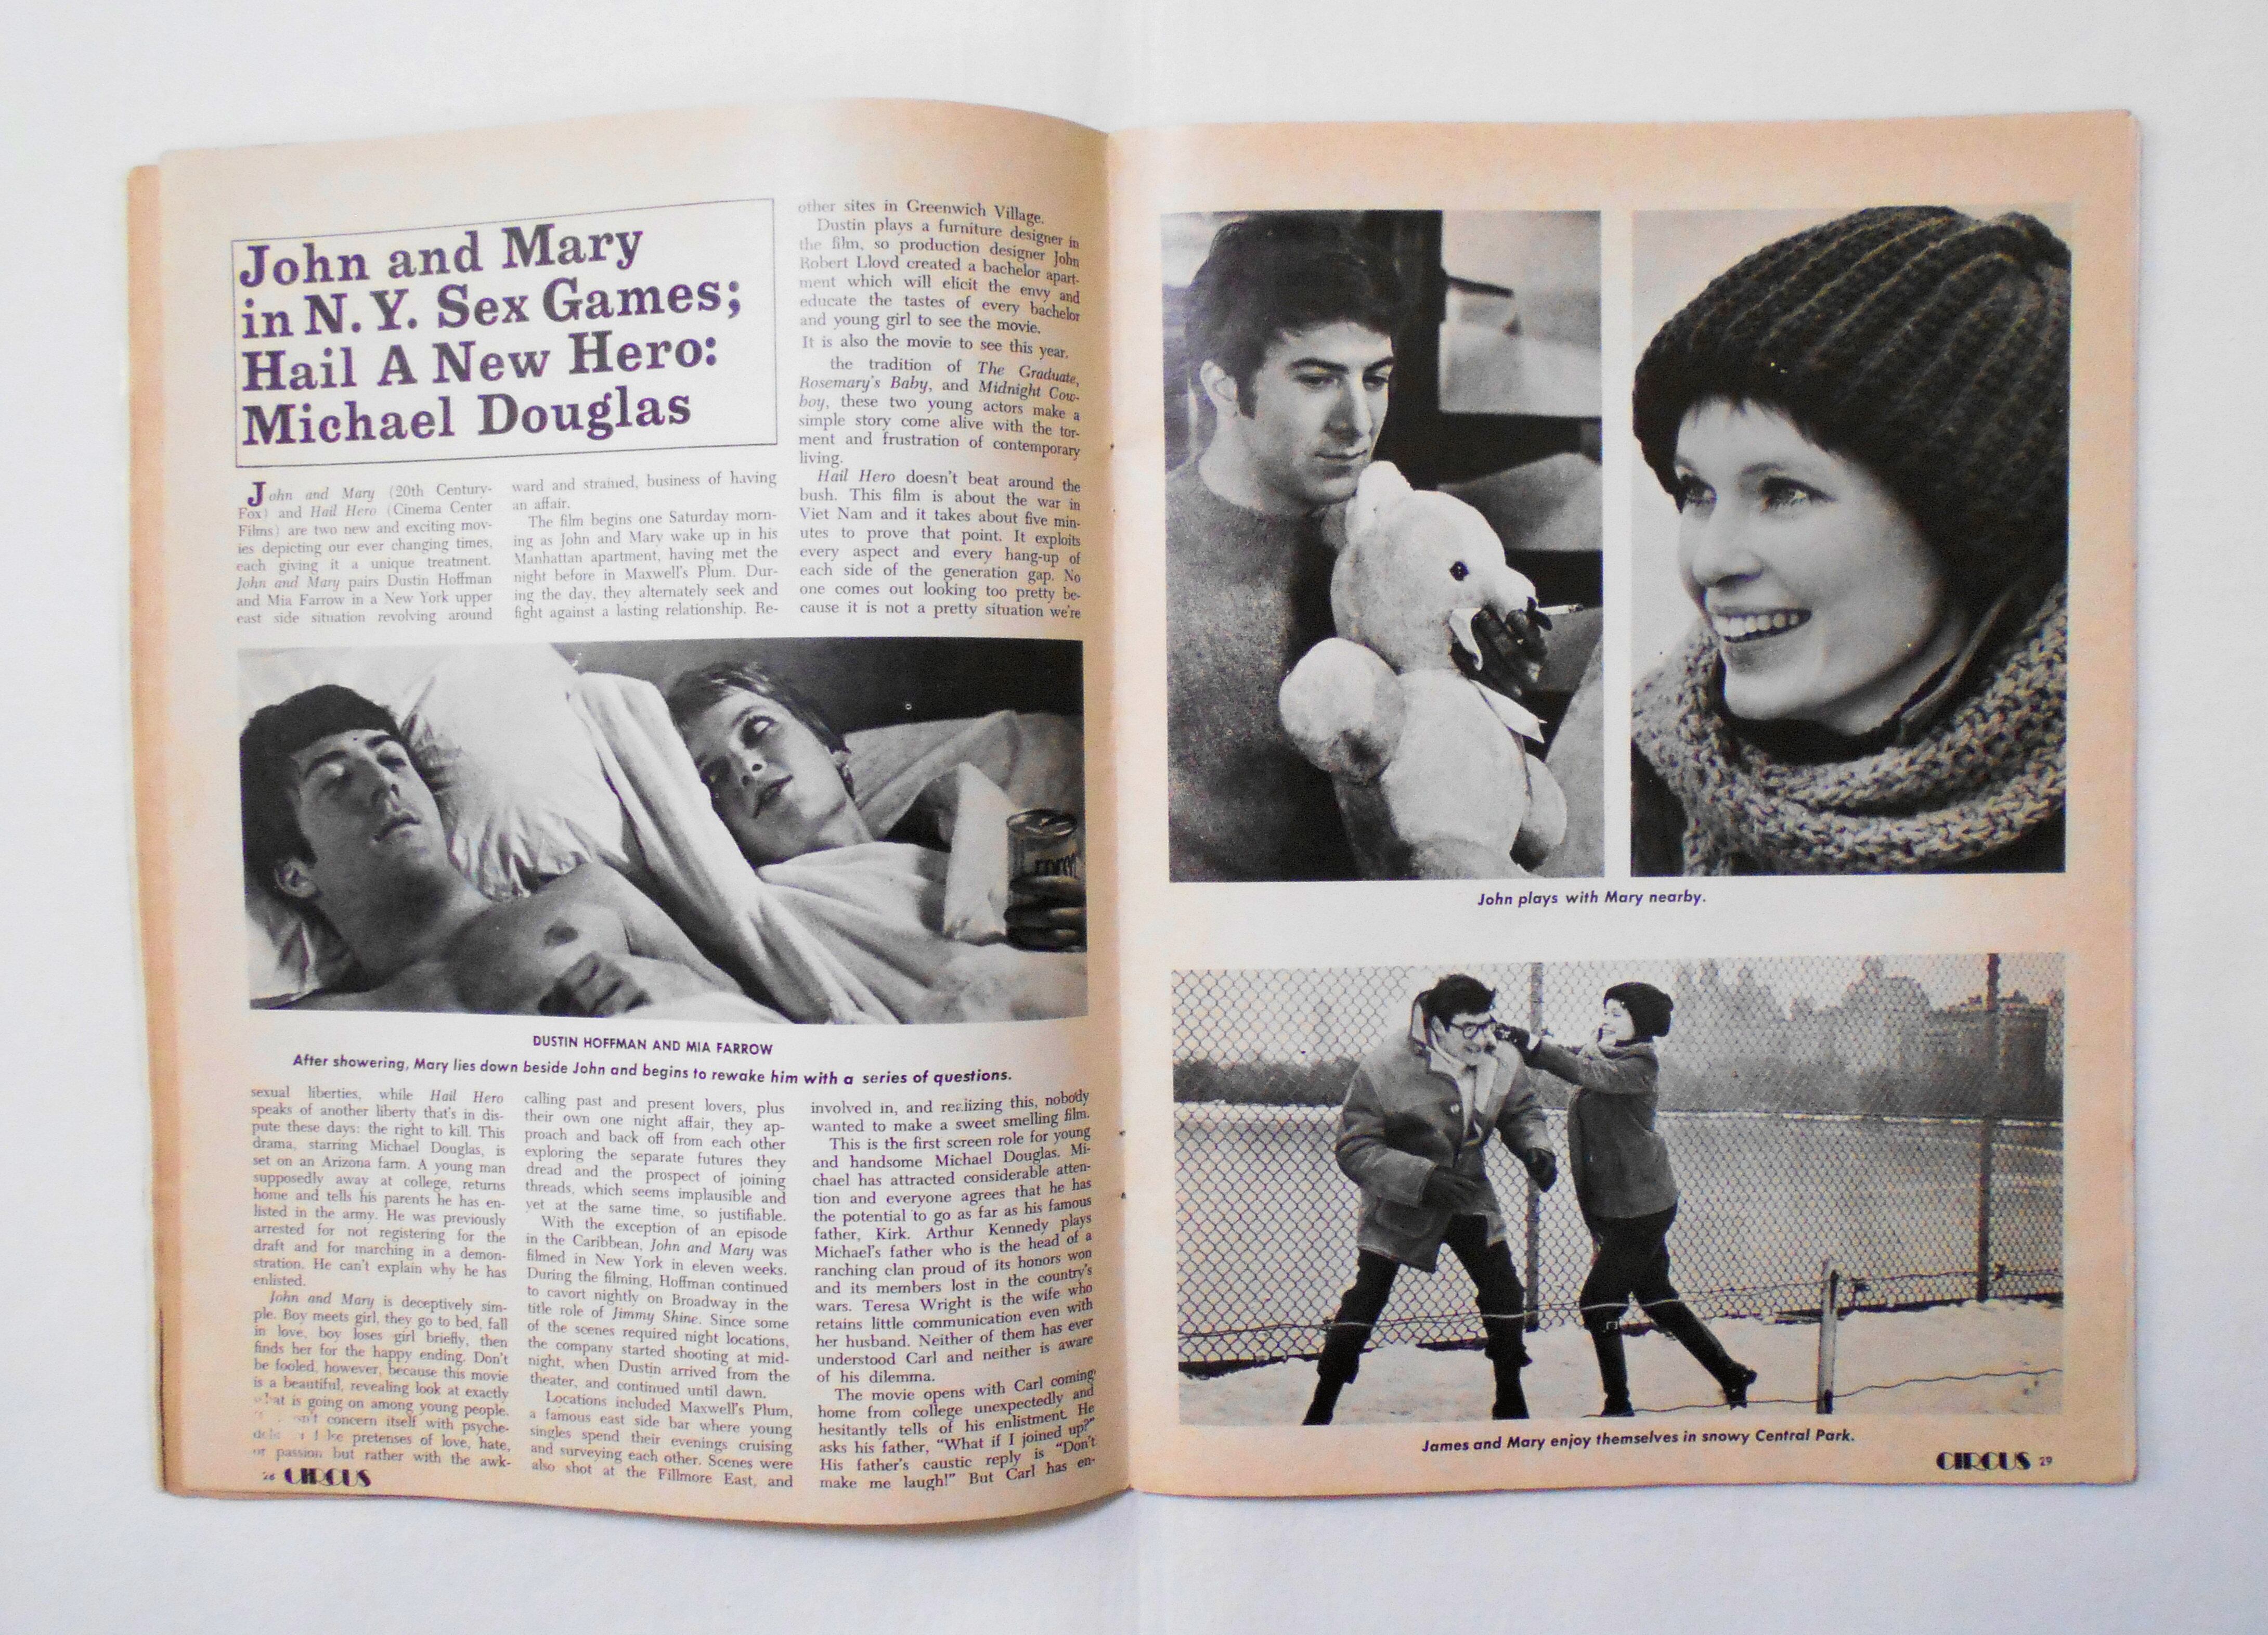 John and Mary
in N.Y. Sex Games;
Hail A New Hero:
Michael Douglas
John and Mary (20th Century-
Fox) and Hail Hero (Cinema Center
Films) are two new and exciting mov-
ies depicting our ever changing times,
each giving it a unique treatment.
John and Mary pairs Dustin Hoffman
and Mia Farrow in a New York upper
east side situation revolving around
sexual liberties, while Hail Hero
speaks of another liberty that's in dis-
pute these days: the right to kill. This
drama, starring Michael Douglas, is
set on an Arizona farm. A young man
supposedly away at college, returns
home and tells his parents he has en-
listed in the army. He was previously
arrested for not registering for the
draft and for marching in a demon-
stration. He can't explain why he has
enlisted.
John and Mary is deceptively sim-
ple. Boy meets girl, they go to bed, fall
in love, boy loses girl briefly, then
finds her for the happy ending. Don't
be fooled, however, because this movie
is a beautiful, revealing look at exactly
what is going on among young people.
concern itself with psyche-
pretenses of love, hate,
or passion but rather with the awk-
ward and strained, business of having
an affair.
The film begins one Saturday morn-
ing as John and Mary wake up in his
Manhattan apartment, having met the
night before in Maxwell's Plum. Dur-
ing the day, they alternately seek and
fight against a lasting relationship. Re-
calling past and present lovers, plus
their own one night affair, they ap-
proach and back off from each other
exploring the separate futures they
dread and the prospect of joining
threads, which seems implausible and
yet at the same time, so justifiable.
With the exception of an episode
in the Caribbean, John and Mary was
filmed in New York in eleven weeks.
During the filming, Hoffman continued
to cavort nightly on Broadway in the
title role of Jimmy Shine. Since some
of the scenes required night locations,
the company started shooting at mid-
night, when Dustin arrived from the
theater, and continued until dawn.
Locations included Maxwell's Plum,
a famous east side bar where young
singles spend their evenings cruising
and surveying each other. Scenes were
also shot at the Fillmore East, and
other sites in Greenwich Village.
Dustin plays a furniture designer in
the film, so production designer John
Robert Lloyd created a bachelor apart-
ment which will elicit the envy and
educate the tastes of every bachelor
and young girl to see the movie.
It is also the movie to see this year.
the tradition of The Graduate,
Rosemary's Baby, and Midnight Cow-
boy, these two young actors make a
simple story come alive with the tor-
ment and frustration of contemporary
living.
Hail Hero doesn't beat around the
bush. This film is about the war in
Viet Nam and it takes about five min-
utes to prove that point. It exploits
every aspect and every hang-up of
each side of the generation gap. No
one comes out looking too pretty be-
cause it is not a pretty situation we're
involved in, and realizing this, nobody
wanted to make a sweet smelling film.
This is the first screen role for young
and handsome Michael Douglas. Mi-
chael has attracted considerable atten-
tion and everyone agrees that he has
the potential to go as far as his famous
father, Kirk. Arthur Kennedy plays
Michael's father who is the head of a
ranching clan proud of its honors won
and its members lost in the country's
wars. Teresa Wright is the wife who
retains little communication even with
her husband. Neither of them has ever
understood Carl and neither is aware
of his dilemma.
The movie opens with Carl coming
home from college unexpectedly and
hesitantly tells of his enlistment. He
asks his father, "What if I joined up?"
His father's caustic reply is "Don't
make me laugh!" But Carl has en-
DUSTIN HOFFMAN AND MIA FARROW
After showering, Mary lies down beside John and begins to rewake him with a series of questions.
CIRCUS
John plays with Mary nearby.
James and Mary enjoy themselves in snowy Central Park.
CIRCUS 29